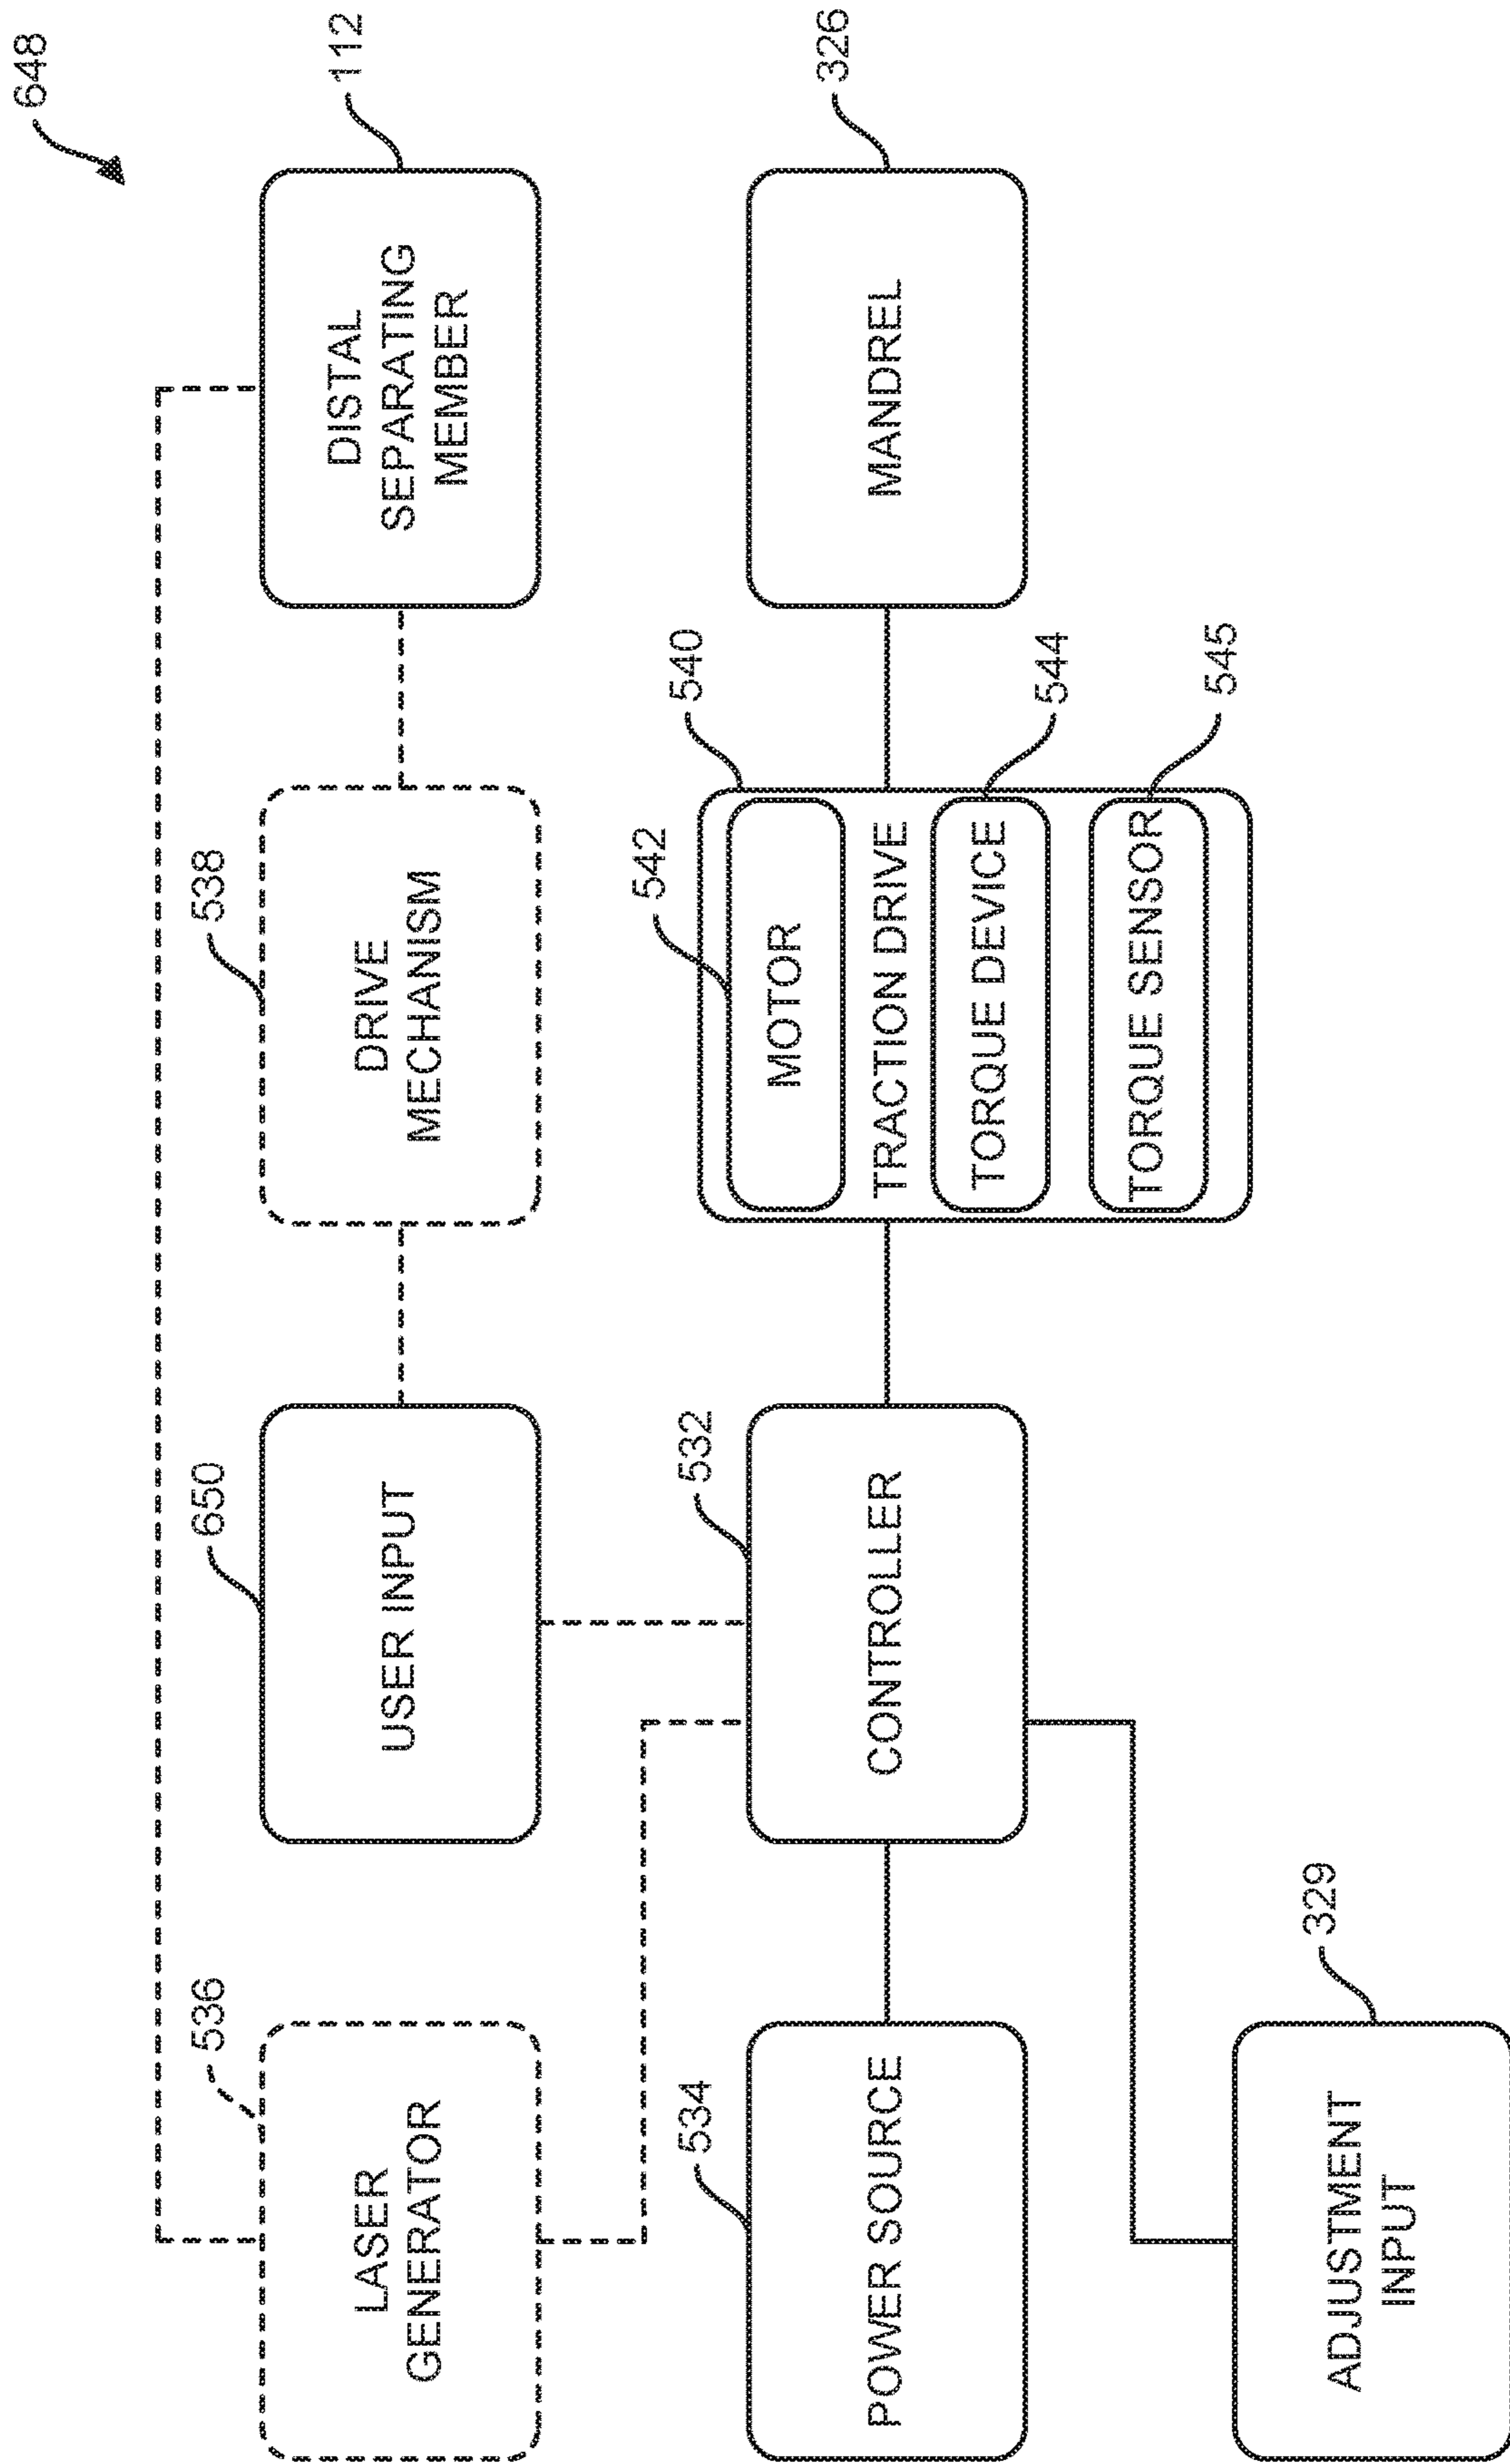 648
536
LASER
GENERATOR
650
USER INPUT
538
DRIVE
MECHANISM
112
DISTAL
SEPARATING
MEMBER
534
POWER SOURCE
532
CONTROLLER
540
542
MOTOR
TRACTION DRIVE
544
TORQUE DEVICE
545
TORQUE SENSOR
326
MANDREL
329
ADJUSTMENT
INPUT